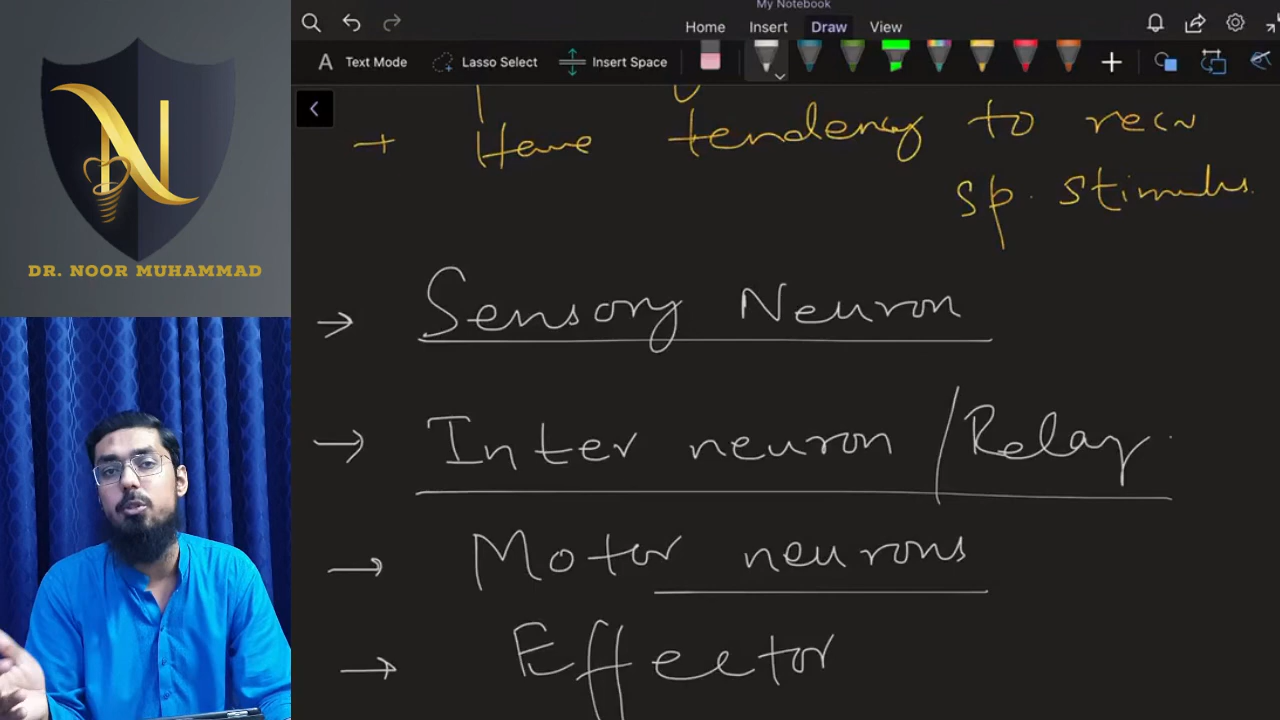 My Notebook
Home Insert Draw View
Text Mode Lasso Select Insert Space
+ Have tendency to
sp. stimulus.
→ Sensory Neuron
→ Inter neuron / Relay
→ Motor neurons
→ Effector
N
DR. NOOR MUHAMMAD